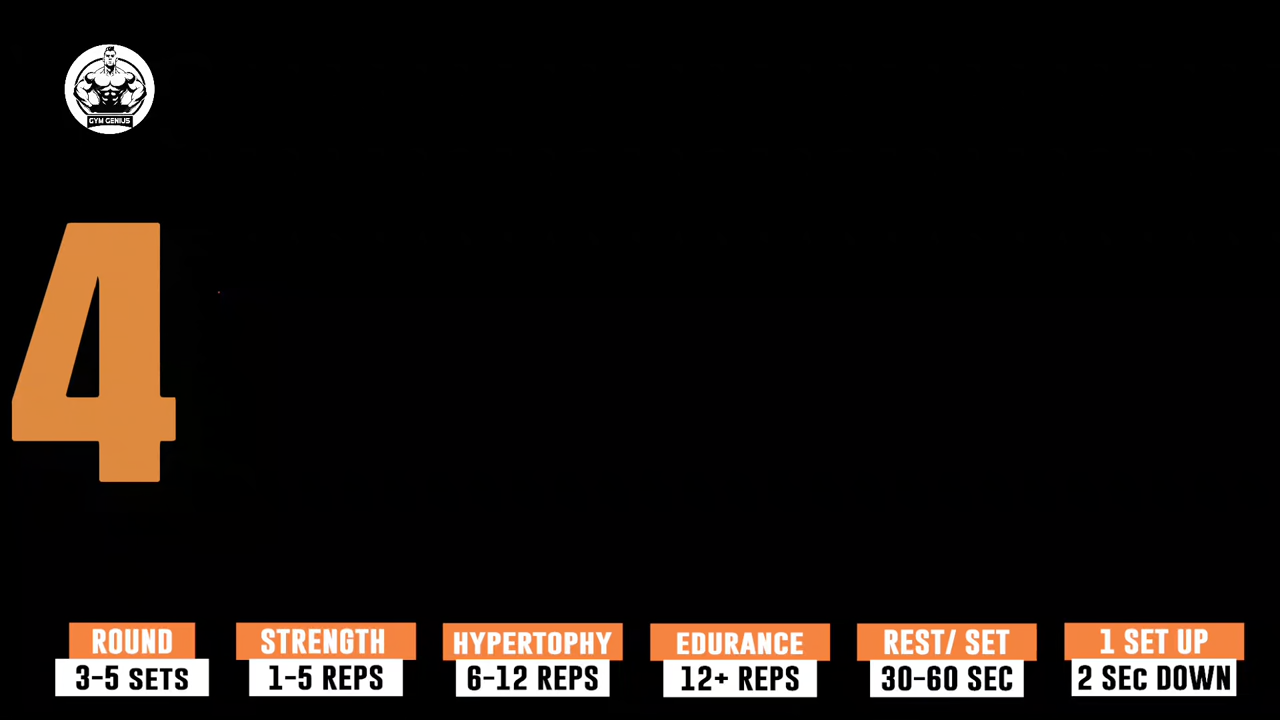 GYM GENIUS
4
ROUND
3-5 SETS
STRENGTH
1-5 REPS
HYPERTOPHY
6-12 REPS
EDURANCE
12+ REPS
REST/ SET
30-60 SEC
1 SET UP
2 SEC DOWN